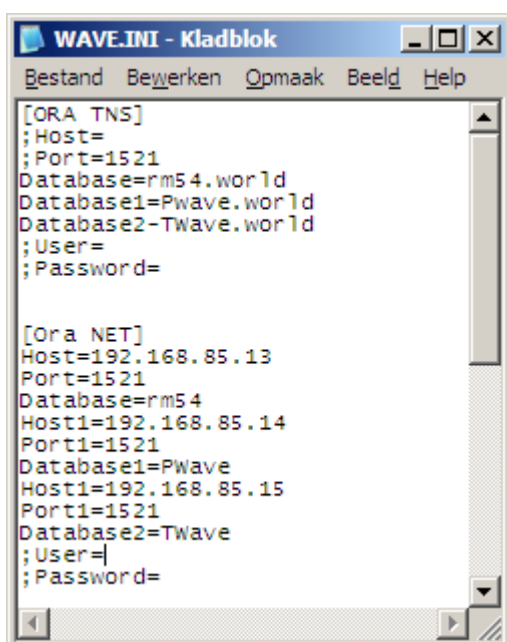 WAVE.INI - Kladblok
Bestand Bewerken Opmaak Beeld Help
[ORA TNS]
;Host=
;Port=1521
Database=rm54.world
Database1=Pwave.world
Database2-TWave.world
;User=
;Password=
[Ora NET]
Host=192.168.85.13
Port=1521
Database=rm54
Host1=192.168.85.14
Port1=1521
Database1=PWave
Host1=192.168.85.15
Port1=1521
Database2=TWave
;User=
;Password=